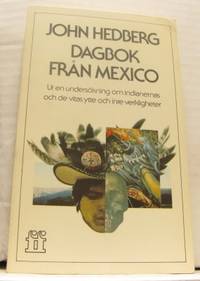 JOHN HEDBERG
DAGBOK
FRÅN MEXICO
Ur en undersökning om indianernas
och de vitas yttre och inre verkligheter